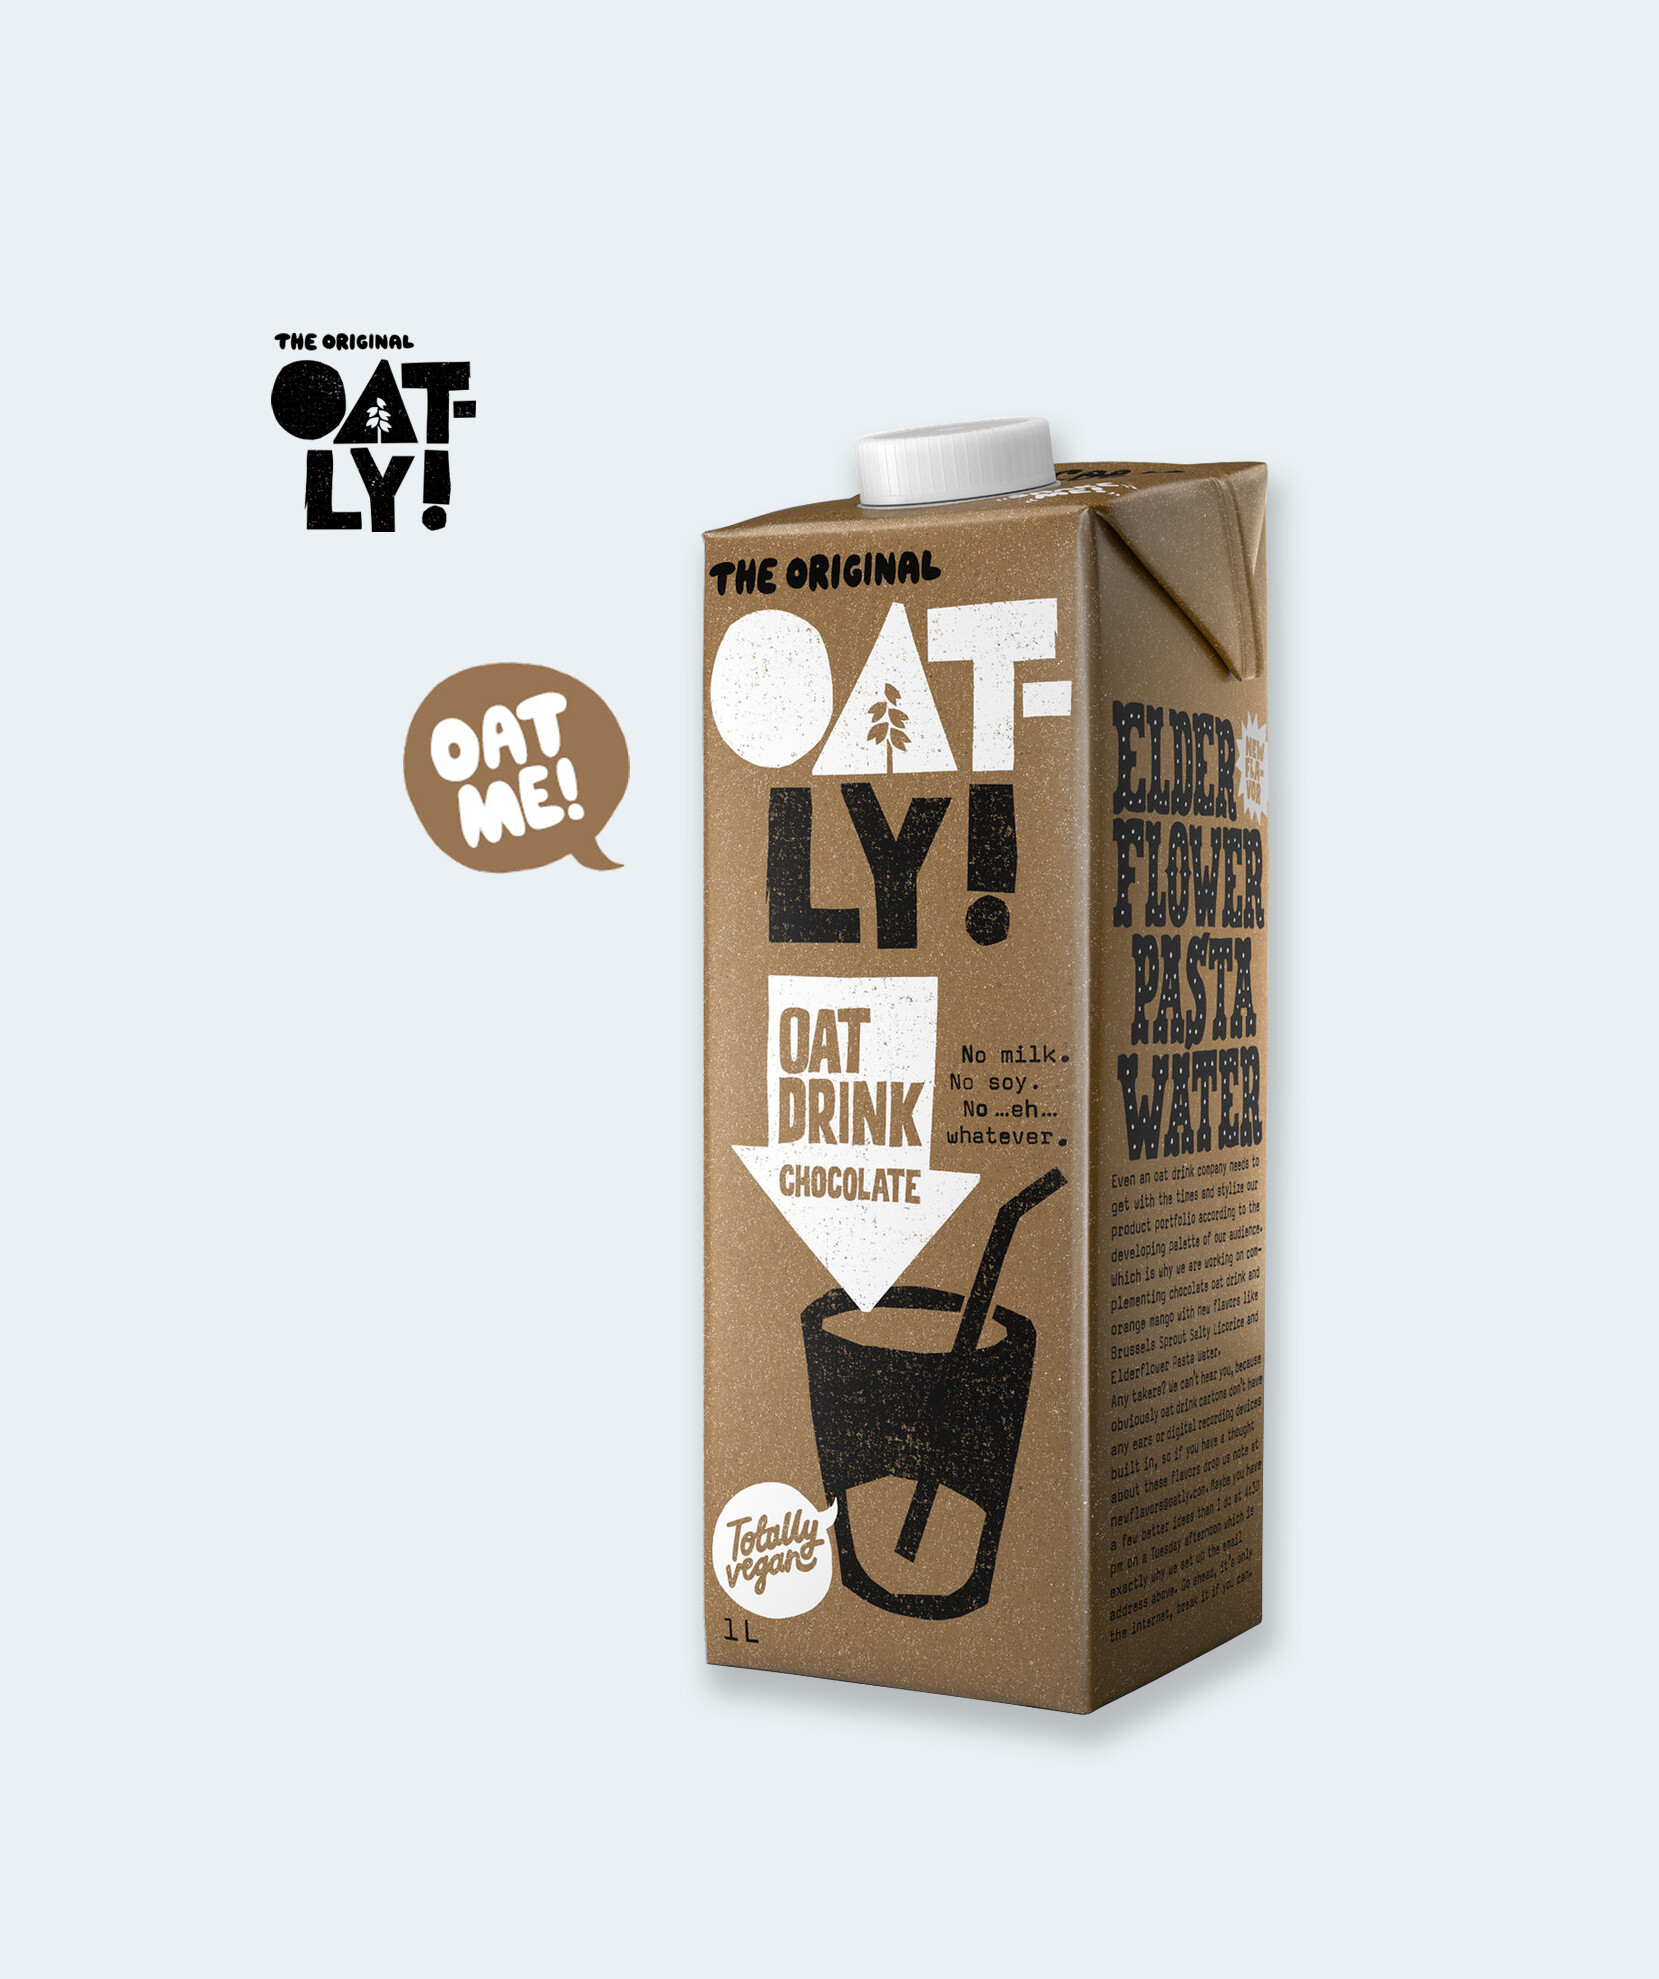 THE ORIGINAL
OAT-
LY!
OAT
ME!
THE ORIGINAL
OAT-
LY!
OAT
DRINK
CHOCOLATE
No milk.
No soy.
No ...eh...
whatever.
Totally
vegan
1 L
ELDER
FLOWER
PASTA
WATER
NEW
FLA-
VOR
Even an oat drink company needs to
get with the times and stylize our
product portfolio according to the
developing palette of our audience.
Which is why we are working on com-
plementing chocolate oat drink and
orange mango with new flavors like
Brussels Sprout Salty Licorice and
Elderflower Pasta Water.
Any takers? We can't hear you, because
obviously oat drink cartons don't have
any ears or digital recording devices
built in, so if you have a thought
about these flavors drop us note at
newflavors@oatly.com. Maybe you have
a few better ideas than I do at 4:30
pm on a Tuesday afternoon which is
exactly why we set up the email
address above. Go ahead, it's only
the internet, break it if you can.